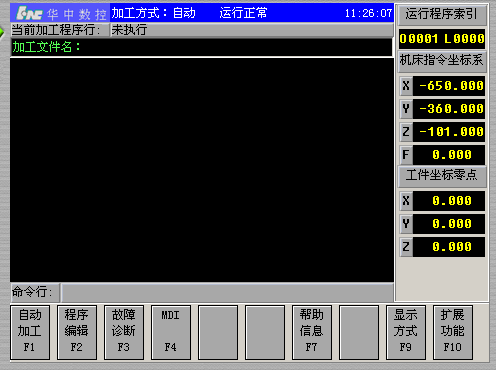 华中数控 加工方式：自动 运行正常 11:26:07
当前加工程序行: 未执行
加工文件名：
运行程序索引
O0001 L0000
机床指令坐标系
X -650.000
Y -360.000
Z -101.000
F 0.000
工件坐标零点
X 0.000
Y 0.000
Z 0.000
命令行:
自动加工 F1
程序编辑 F2
故障诊断 F3
MDI F4
帮助信息 F7
显示方式 F9
扩展功能 F10